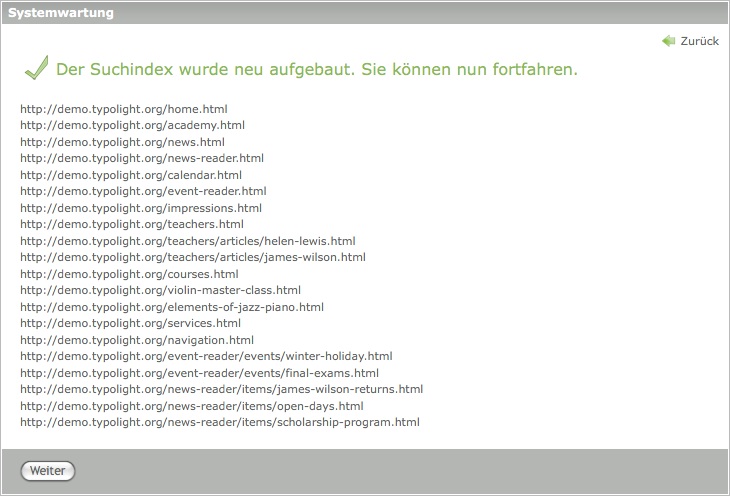 Systemwartung
Zurück
Der Suchindex wurde neu aufgebaut. Sie können nun fortfahren.
http://demo.typolight.org/home.html
http://demo.typolight.org/academy.html
http://demo.typolight.org/news.html
http://demo.typolight.org/news-reader.html
http://demo.typolight.org/calendar.html
http://demo.typolight.org/event-reader.html
http://demo.typolight.org/impressions.html
http://demo.typolight.org/teachers.html
http://demo.typolight.org/teachers/articles/helen-lewis.html
http://demo.typolight.org/teachers/articles/james-wilson.html
http://demo.typolight.org/courses.html
http://demo.typolight.org/violin-master-class.html
http://demo.typolight.org/elements-of-jazz-piano.html
http://demo.typolight.org/services.html
http://demo.typolight.org/navigation.html
http://demo.typolight.org/event-reader/events/winter-holiday.html
http://demo.typolight.org/event-reader/events/final-exams.html
http://demo.typolight.org/news-reader/items/james-wilson-returns.html
http://demo.typolight.org/news-reader/items/open-days.html
http://demo.typolight.org/news-reader/items/scholarship-program.html
Weiter